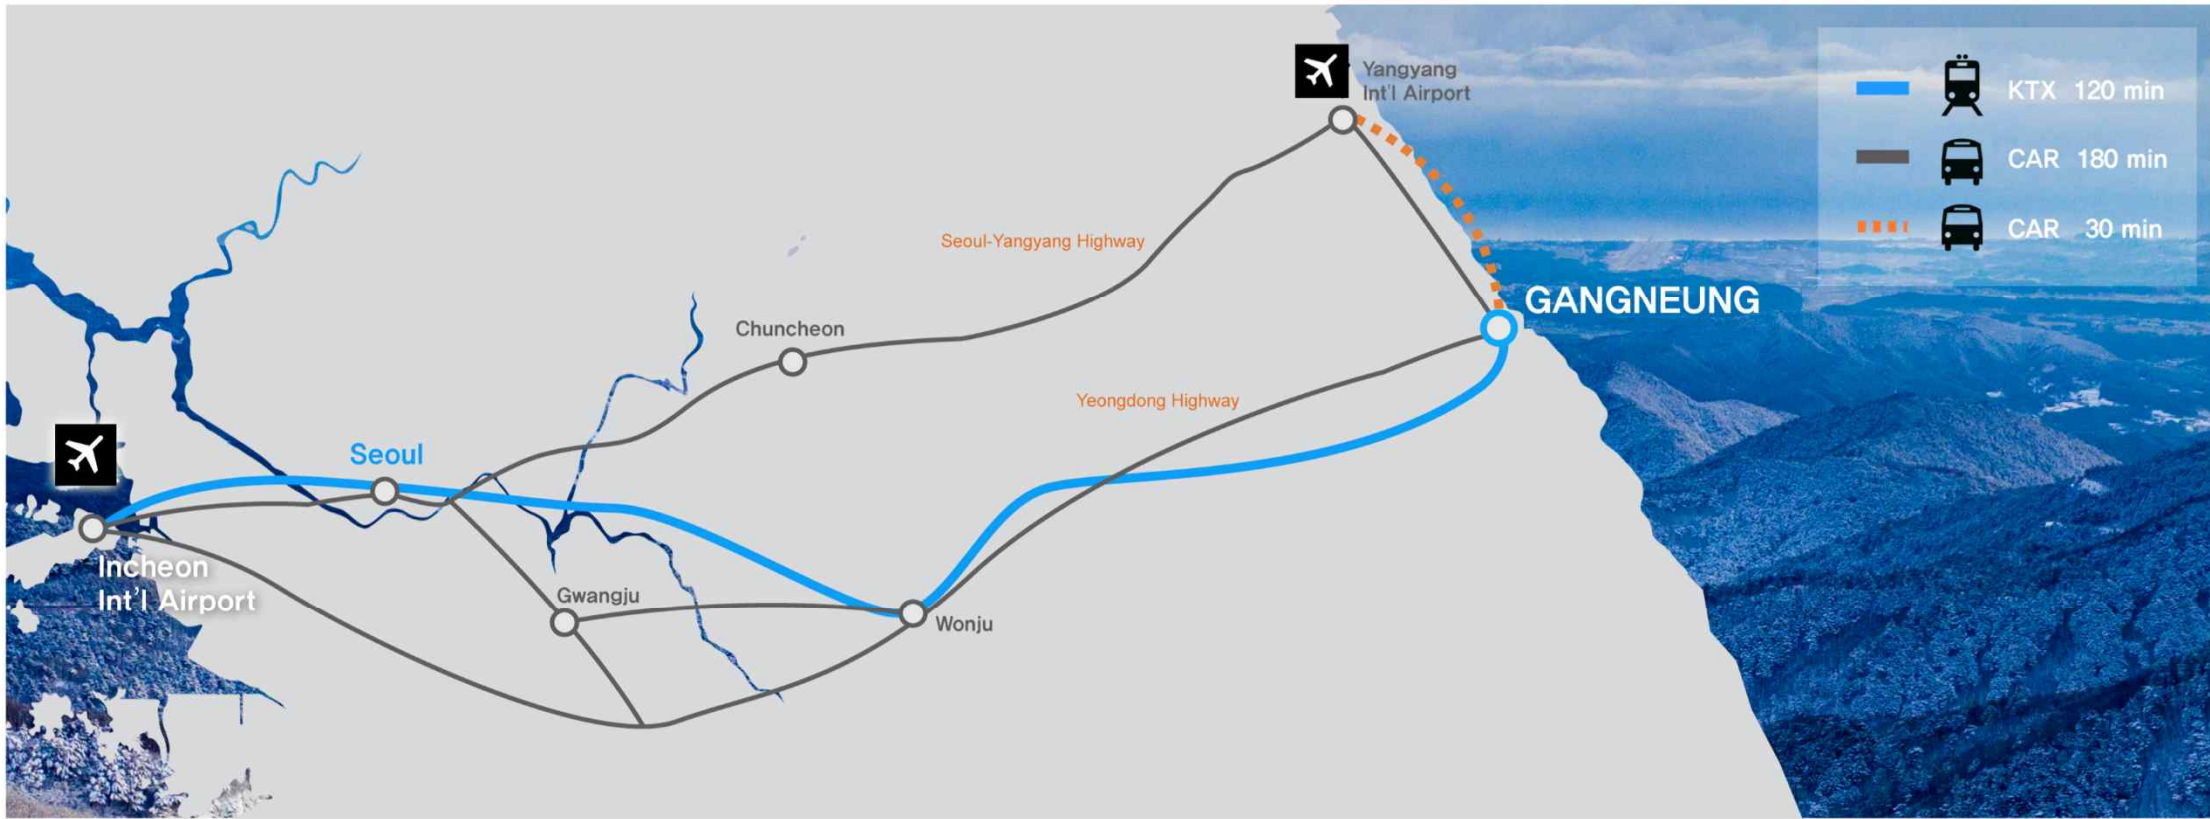 Yangyang
Int'l Airport
KTX 120 min
CAR 180 min
CAR 30 min
Seoul-Yangyang Highway
GANGNEUNG
Chuncheon
Yeongdong Highway
Seoul
Incheon
Int'l Airport
Gwangju
Wonju